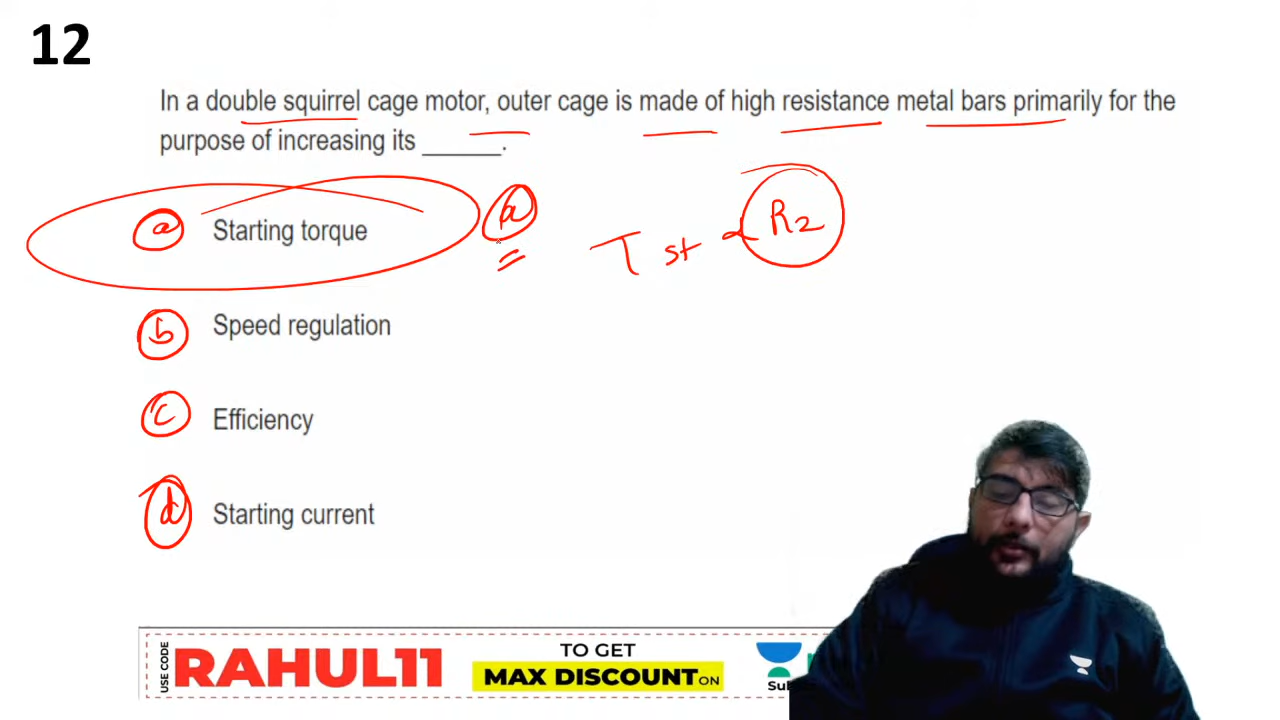 12
In a double squirrel cage motor, outer cage is made of high resistance metal bars primarily for the
purpose of increasing its ______.
a Starting torque
a
T st ∝ R2
b Speed regulation
c Efficiency
d Starting current
USE CODE
RAHUL11
TO GET
MAX DISCOUNT ON